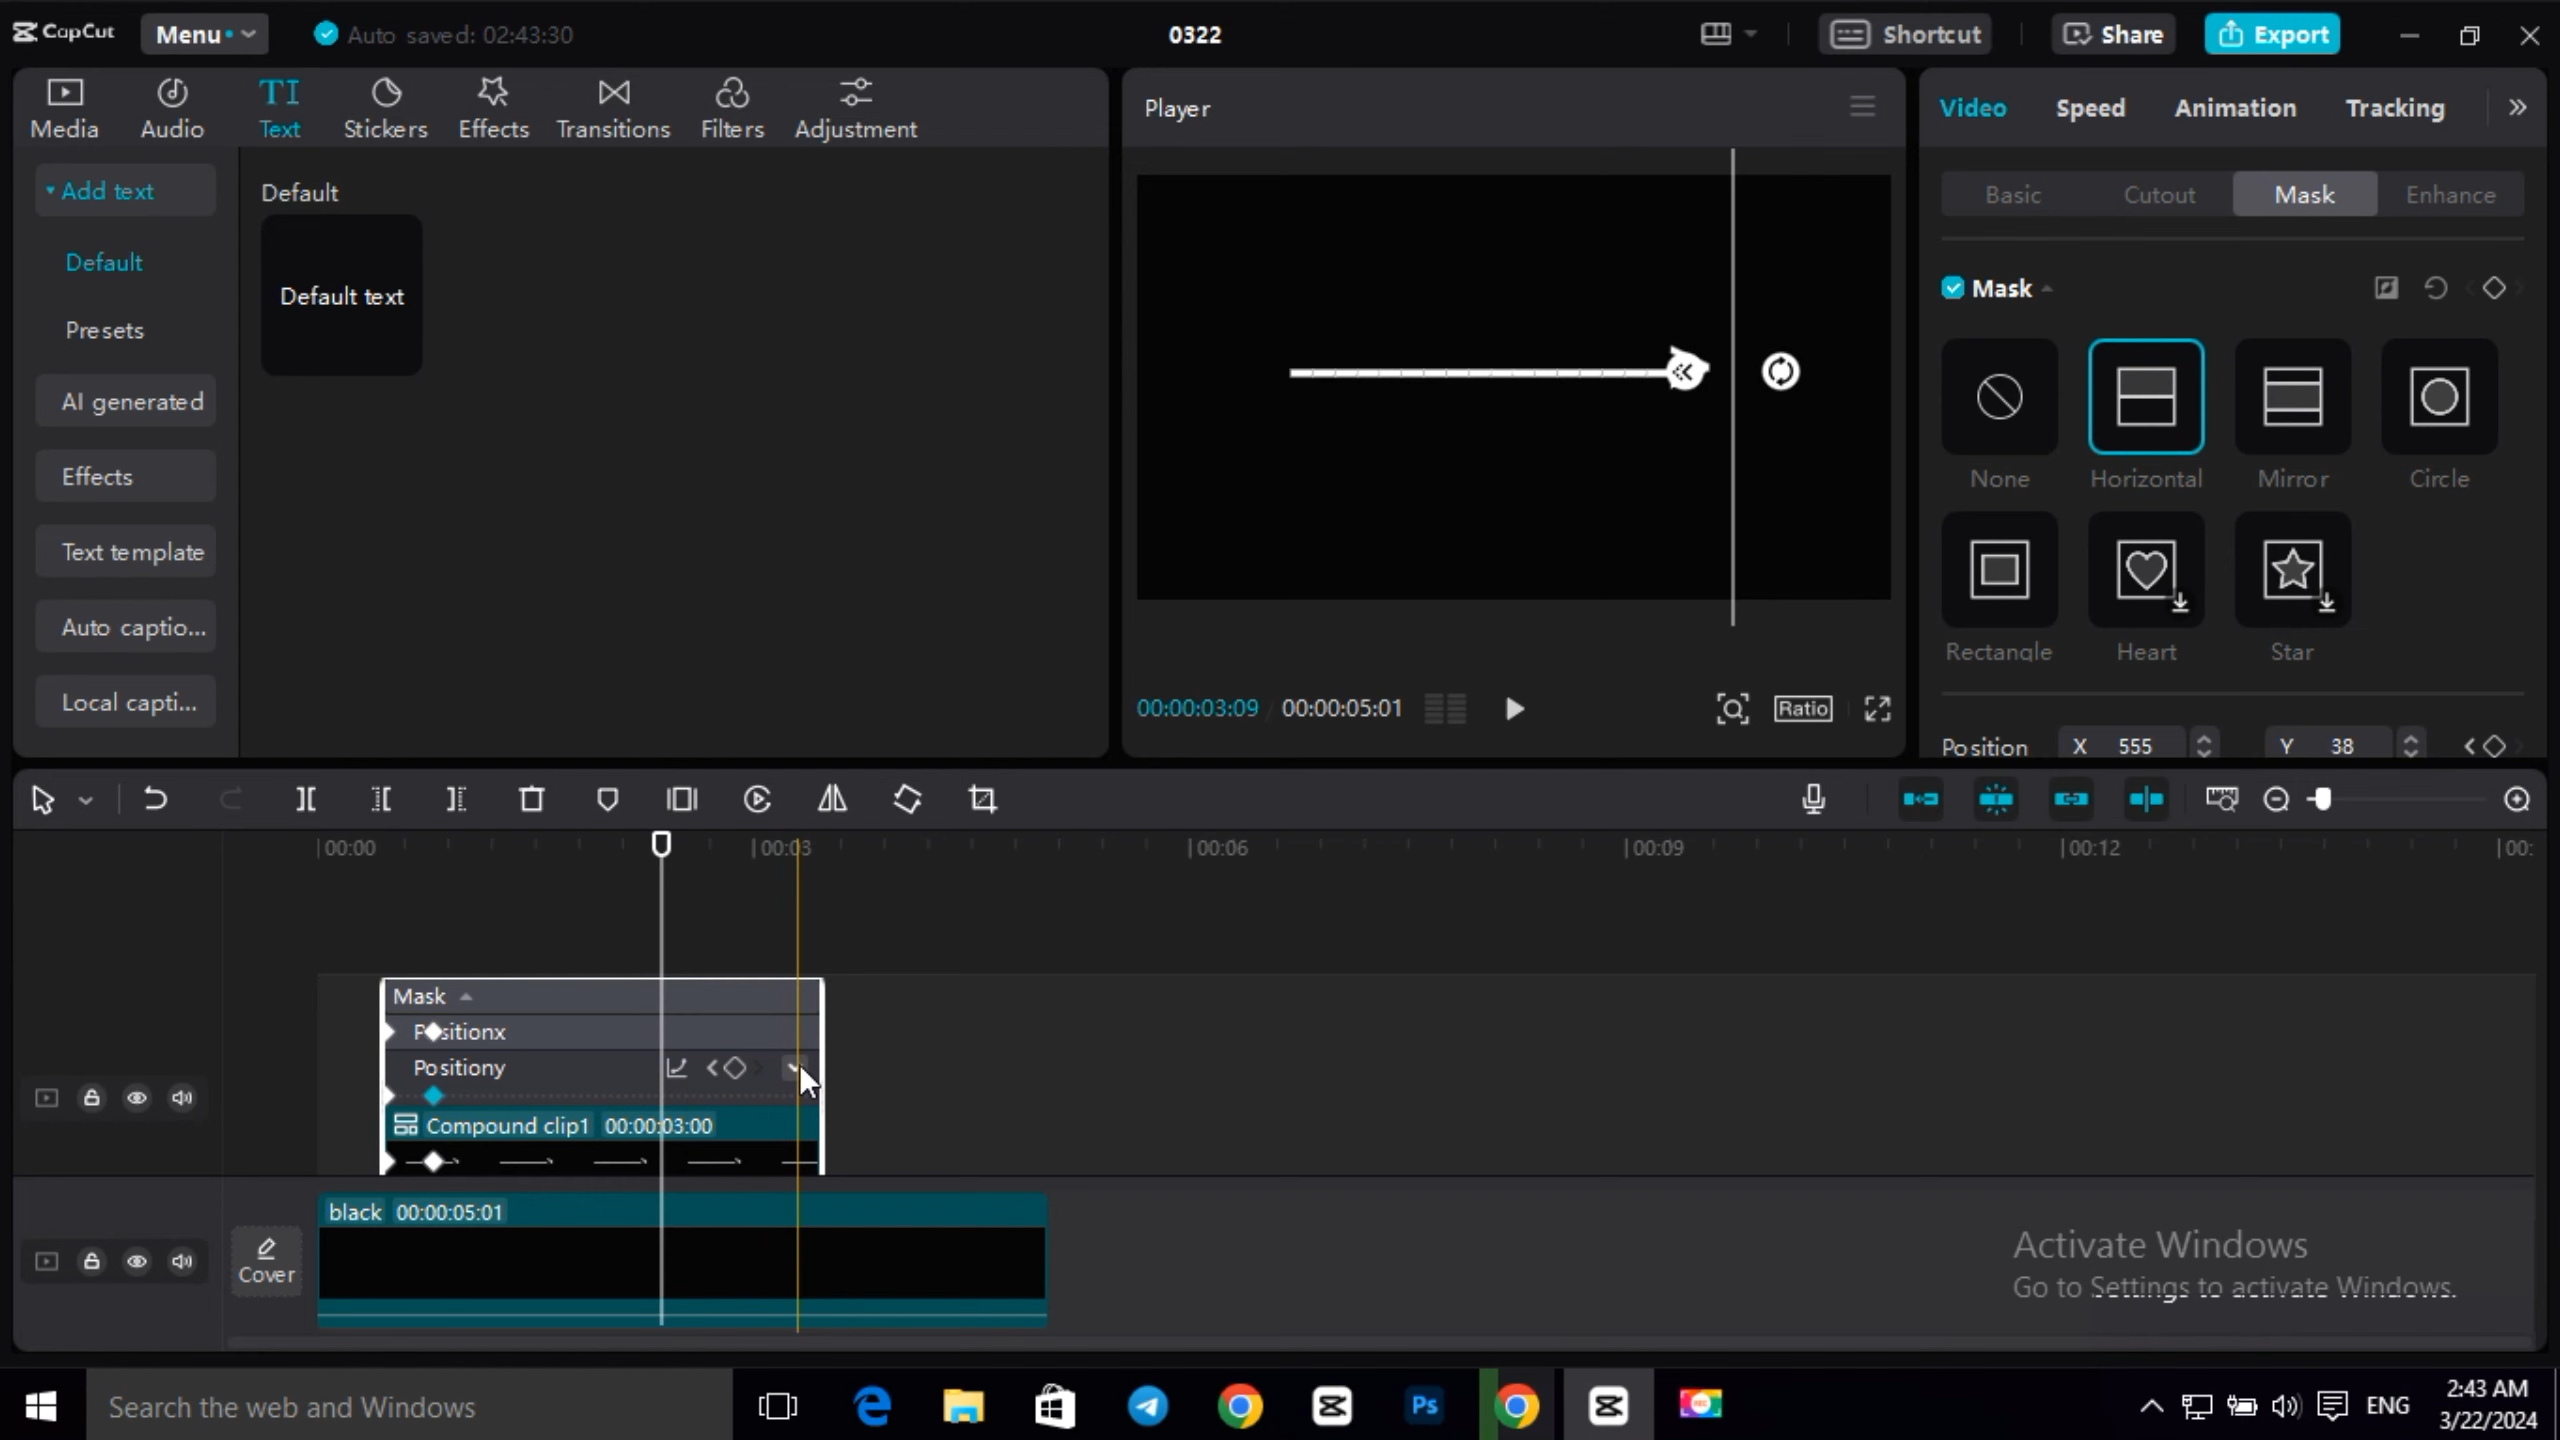 CapCut
Menu
Auto saved: 02:43:30
0322
Shortcut
Share
Export
Media
Audio
TI
Text
Stickers
Effects
Transitions
Filters
Adjustment
Add text
Default
Presets
AI generated
Effects
Text template
Auto captio...
Local capti...
Default
Default text
Player
00:00:03:09
00:00:05:01
Ratio
Video
Speed
Animation
Tracking
Basic
Cutout
Mask
Enhance
Mask
None
Horizontal
Mirror
Circle
Rectangle
Heart
Star
Position
X 555
Y 38
00:00
00:03
00:06
00:09
00:12
00:
Mask
Positionx
Positiony
Compound clip1 00:00:03:00
black 00:00:05:01
Cover
Activate Windows
Go to Settings to activate Windows.
Search the web and Windows
Ps
REC
ENG
2:43 AM
3/22/2024